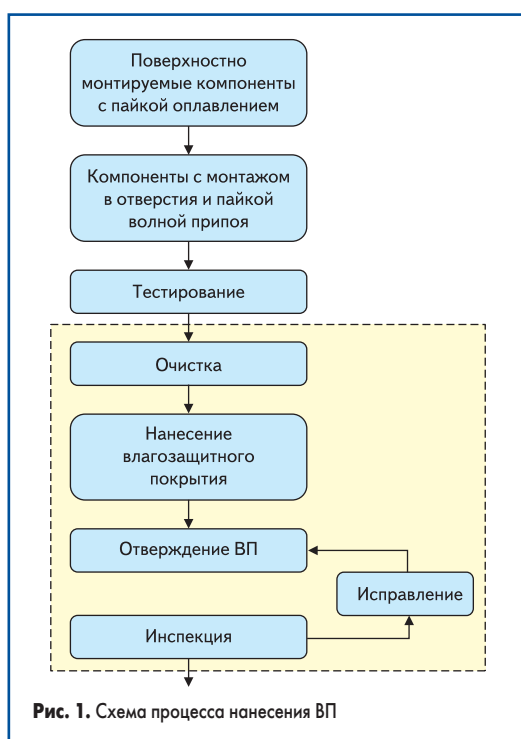 Поверхностно
монтируемые компоненты
с пайкой оплавлением
Компоненты с монтажом
в отверстия и пайкой
волной припоя
Тестирование
Очистка
Нанесение
влагозащитного
покрытия
Отверждение ВП
Исправление
Инспекция
Рис. 1. Схема процесса нанесения ВП